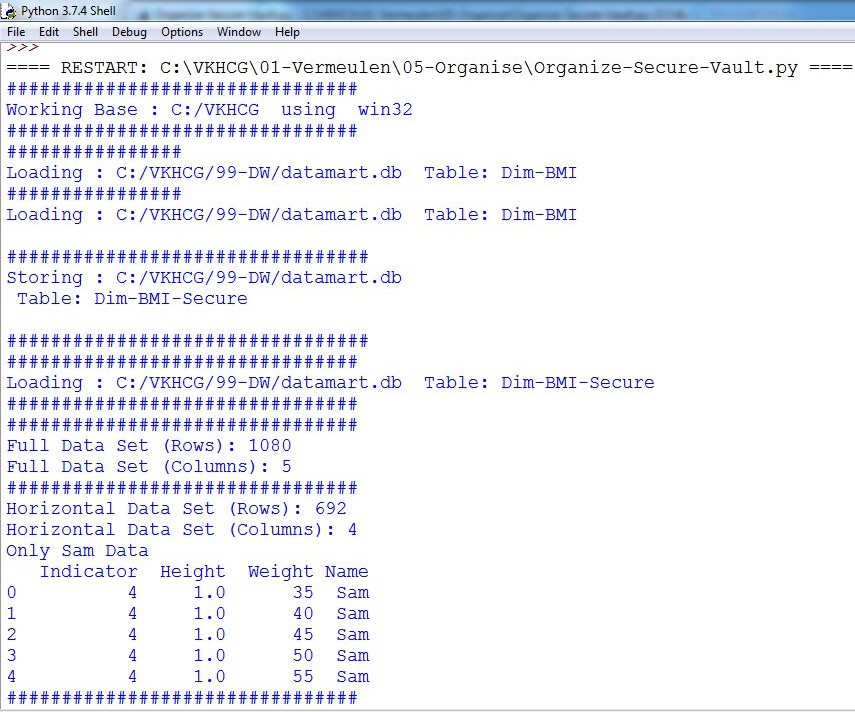 Python 3.7.4 Shell
File Edit Shell Debug Options Window Help
>>>
==== RESTART: C:\VKHCG\01-Vermeulen\05-Organise\Organize-Secure-Vault.py ====
################################
Working Base : C:/VKHCG  using  win32
################################
################
Loading : C:/VKHCG/99-DW/datamart.db  Table: Dim-BMI
################
Loading : C:/VKHCG/99-DW/datamart.db  Table: Dim-BMI
#################################
Storing : C:/VKHCG/99-DW/datamart.db
 Table: Dim-BMI-Secure
#################################
################################
Loading : C:/VKHCG/99-DW/datamart.db  Table: Dim-BMI-Secure
################################
################################
Full Data Set (Rows): 1080
Full Data Set (Columns): 5
################################
Horizontal Data Set (Rows): 692
Horizontal Data Set (Columns): 4
Only Sam Data
   Indicator  Height  Weight Name
0          4     1.0      35  Sam
1          4     1.0      40  Sam
2          4     1.0      45  Sam
3          4     1.0      50  Sam
4          4     1.0      55  Sam
################################